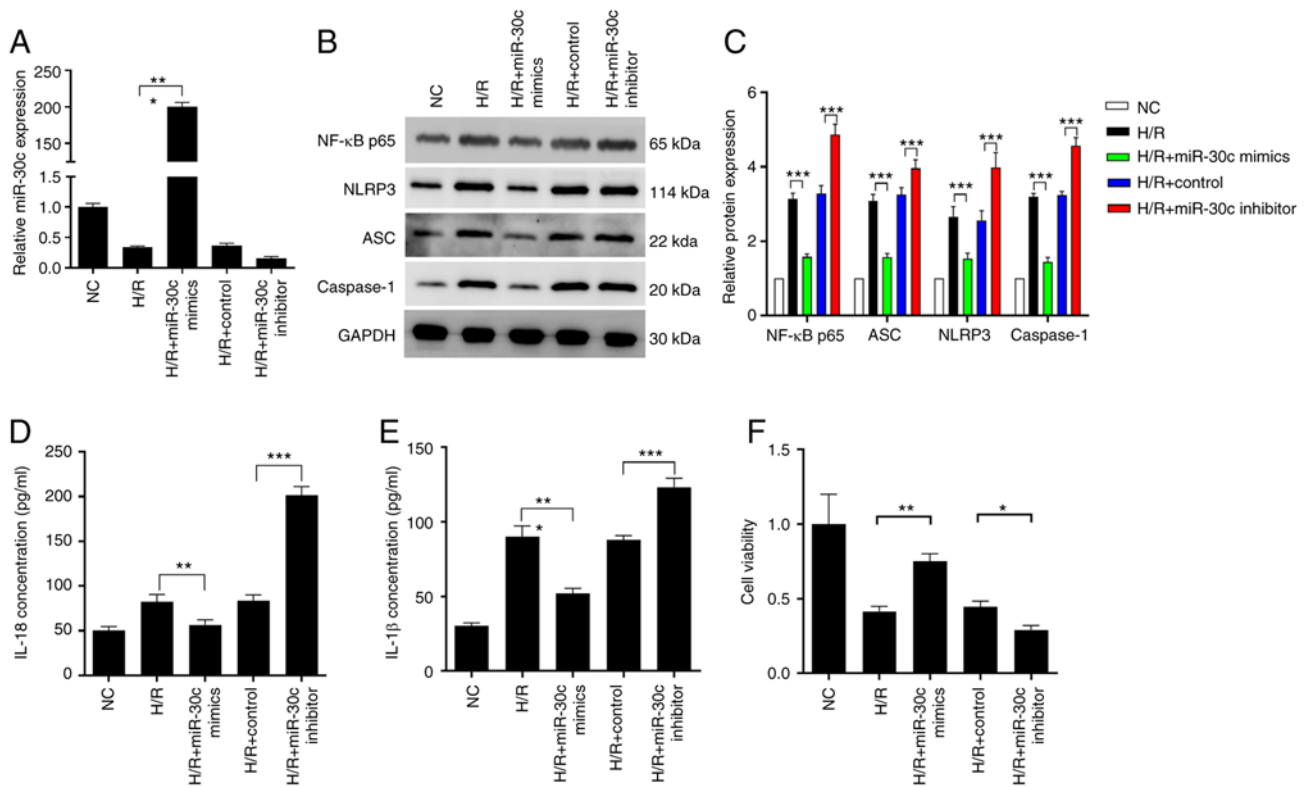 A
Relative miR-30c expression
250
200
150
1.5
1.0
0.5
0.0
**
*
NC
H/R
H/R+miR-30c
mimics
H/R+control
H/R+miR-30c
inhibitor
B
NC
H/R
H/R+miR-30c
mimics
H/R+control
H/R+miR-30c
inhibitor
NF-κB p65
65 kDa
NLRP3
114 kDa
ASC
22 kda
Caspase-1
20 kDa
GAPDH
30 kDa
C
Relative protein expression
6
4
2
0
***
***
***
***
***
***
***
***
NF-κB p65
ASC
NLRP3
Caspase-1
NC
H/R
H/R+miR-30c mimics
H/R+control
H/R+miR-30c inhibitor
D
IL-18 concentration (pg/ml)
250
200
150
100
50
0
**
***
NC
H/R
H/R+miR-30c
mimics
H/R+control
H/R+miR-30c
inhibitor
E
IL-1β concentration (pg/ml)
150
100
50
0
**
*
***
NC
H/R
H/R+miR-30c
mimics
H/R+control
H/R+miR-30c
inhibitor
F
Cell viability
1.5
1.0
0.5
0.0
**
*
NC
H/R
H/R+miR-30c
mimics
H/R+control
H/R+miR-30c
inhibitor